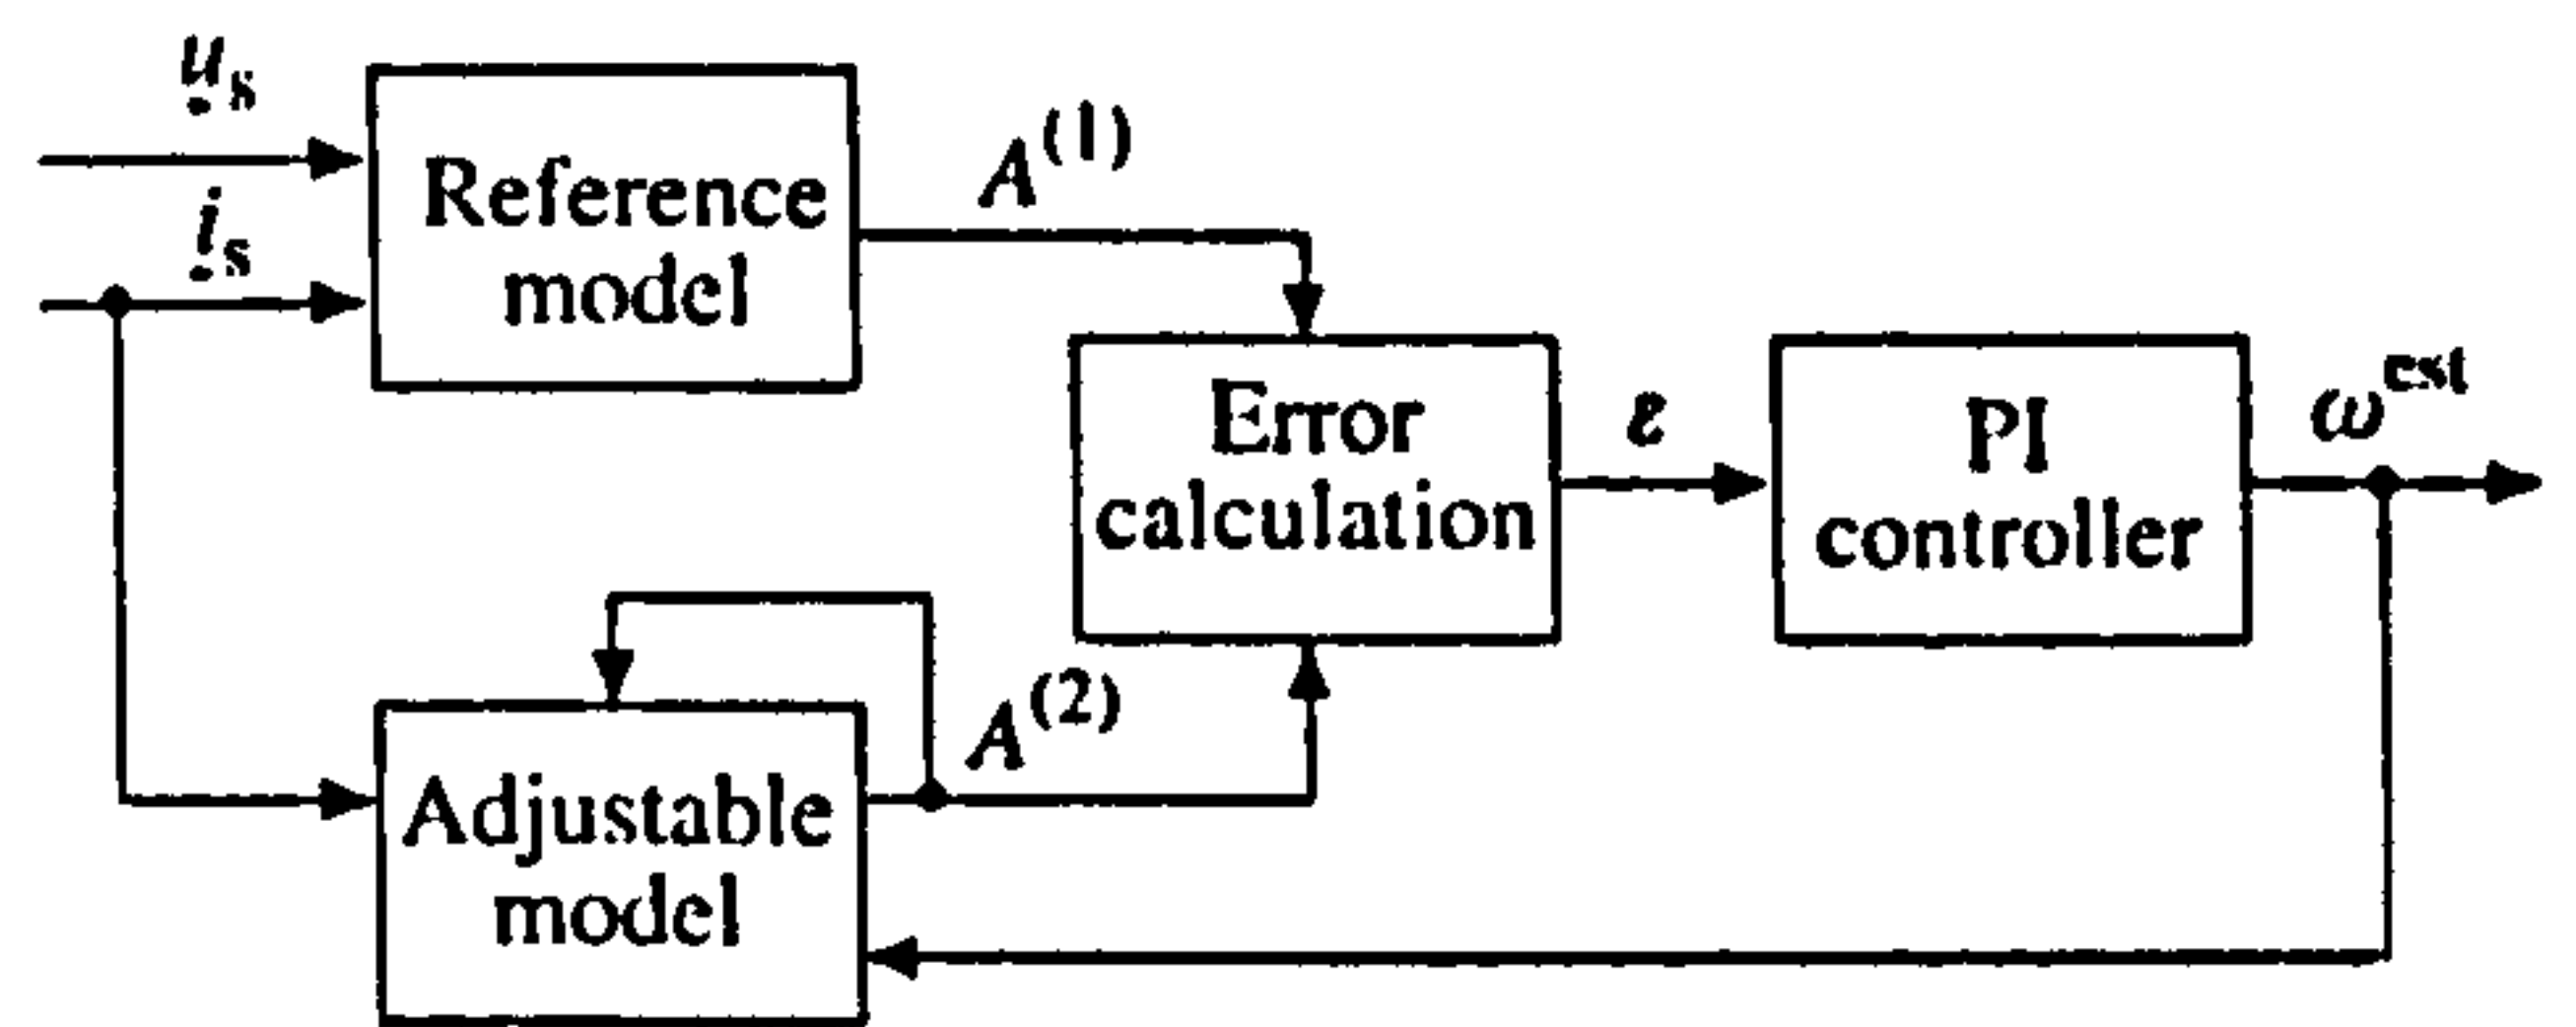 u_s
i_s
Reference
model
A^(1)
Error
calculation
e
PI
controller
ω^est
A^(2)
Adjustable
model